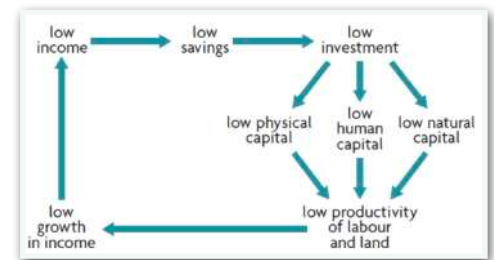 low
income
low
savings
low
investment
low physical
capital
low
human
capital
low natural
capital
low productivity
of labour
and land
low
growth
in income